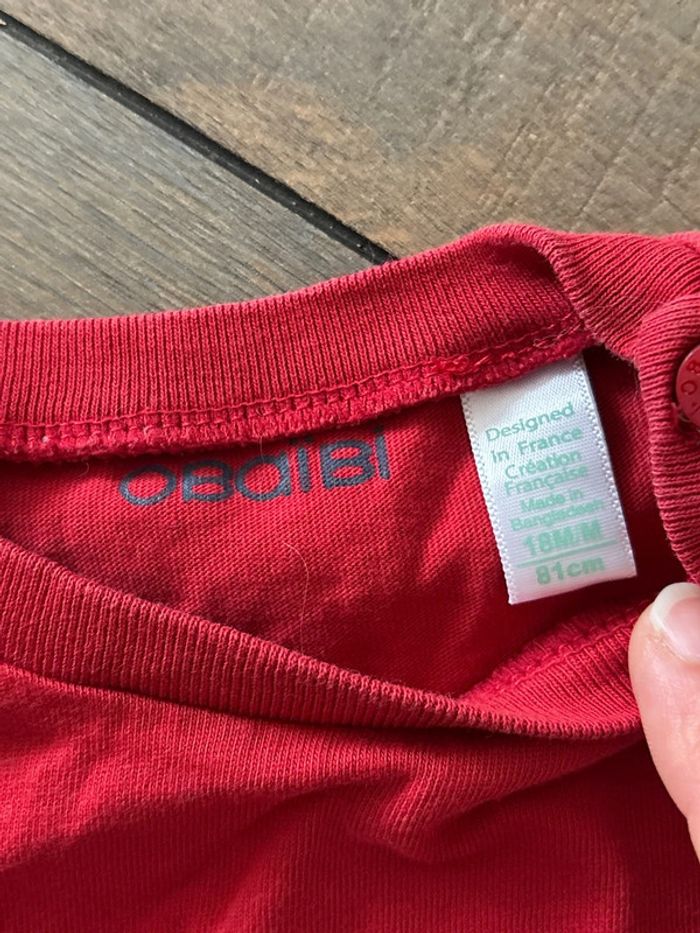 OBaïBi
Designed
in France
Création
Française
Made in
Bangladesh
18M/M
81cm